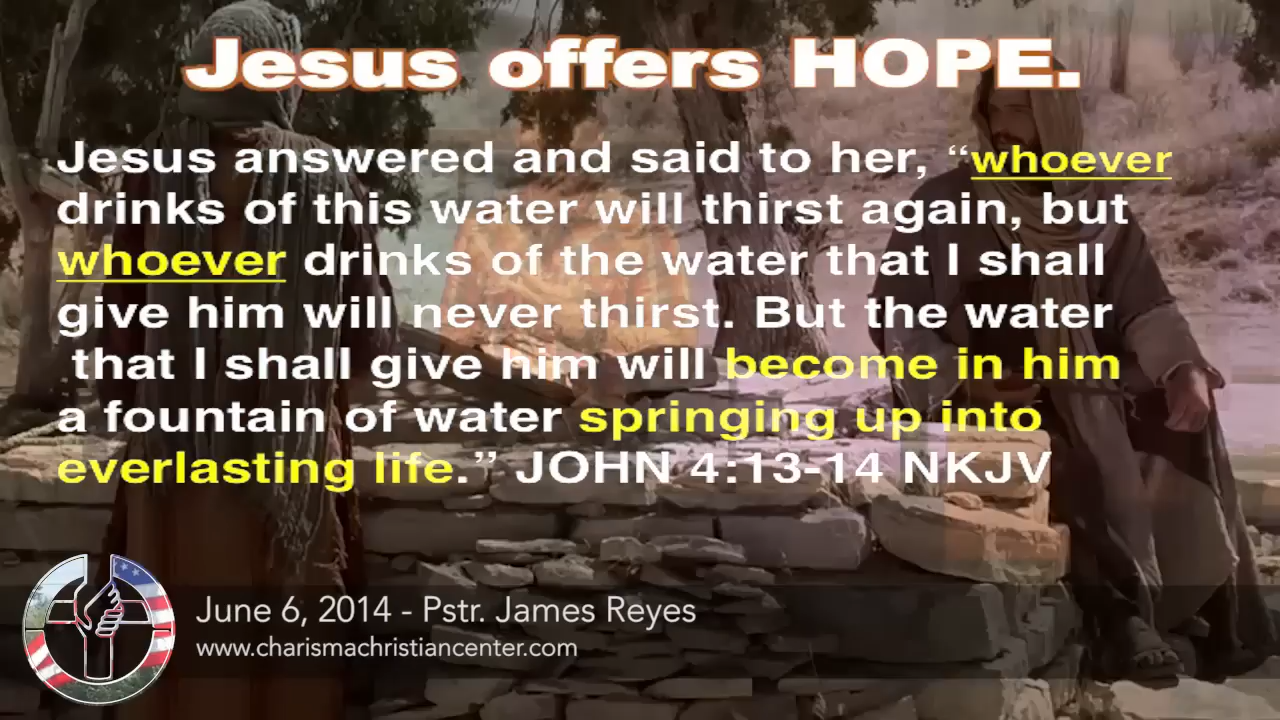 Jesus offers HOPE.
Jesus answered and said to her, “whoever
drinks of this water will thirst again, but
whoever drinks of the water that I shall
give him will never thirst. But the water
that I shall give him will become in him
a fountain of water springing up into
everlasting life.” JOHN 4:13-14 NKJV
June 6, 2014 - Pstr. James Reyes
www.charismachristiancenter.com